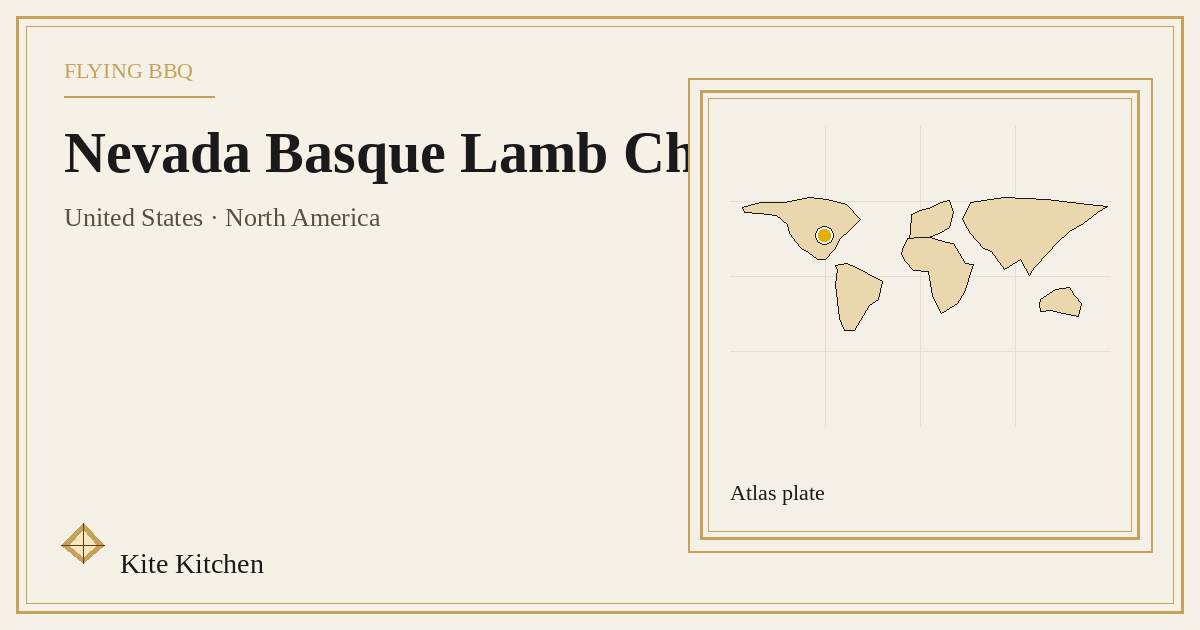 FLYING BBQ
Nevada Basque Lamb Ch
United States · North America
Atlas plate
Kite Kitchen